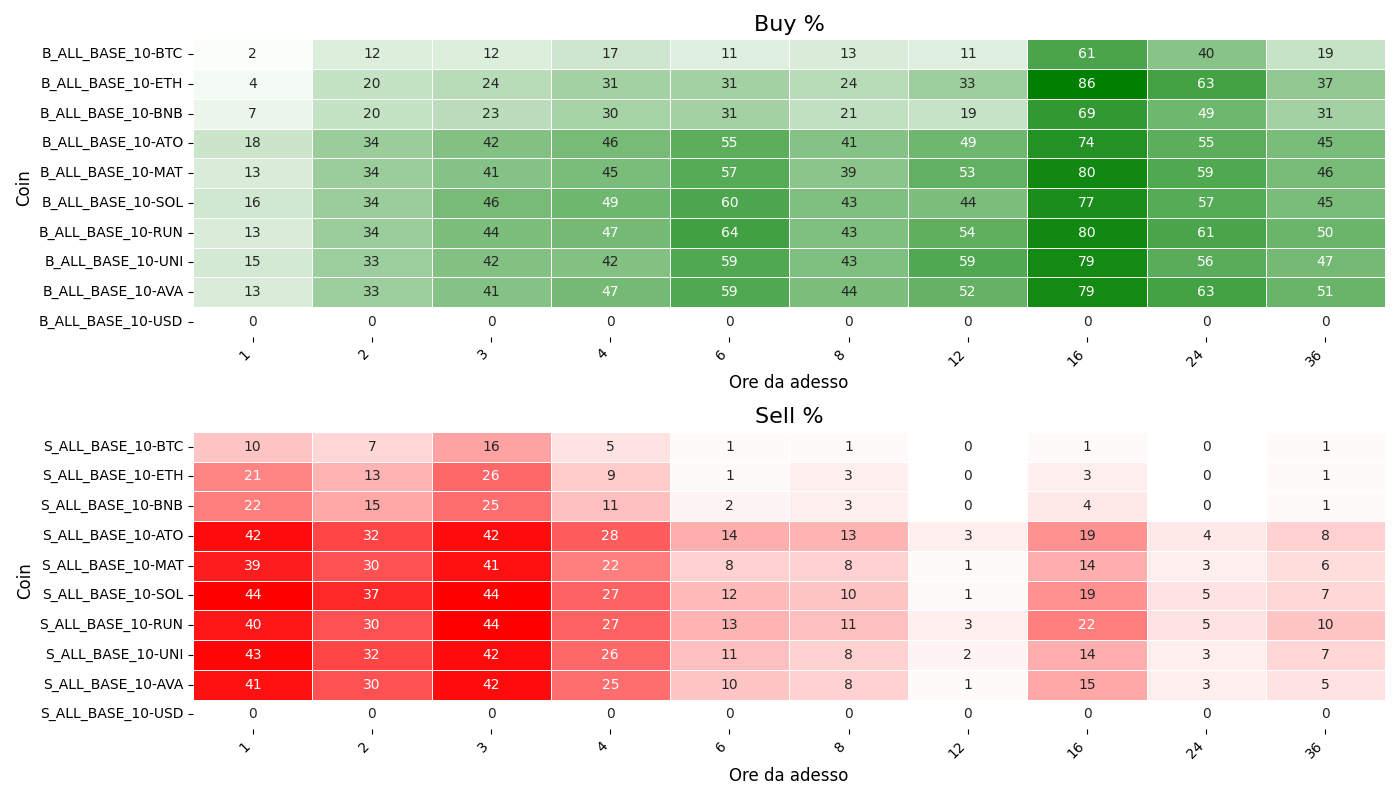 Buy %
Coin
B_ALL_BASE_10-BTC 2 12 12 17 11 13 11 61 40 19
B_ALL_BASE_10-ETH 4 20 24 31 31 24 33 86 63 37
B_ALL_BASE_10-BNB 7 20 23 30 31 21 19 69 49 31
B_ALL_BASE_10-ATO 18 34 42 46 55 41 49 74 55 45
B_ALL_BASE_10-MAT 13 34 41 45 57 39 53 80 59 46
B_ALL_BASE_10-SOL 16 34 46 49 60 43 44 77 57 45
B_ALL_BASE_10-RUN 13 34 44 47 64 43 54 80 61 50
B_ALL_BASE_10-UNI 15 33 42 42 59 43 59 79 56 47
B_ALL_BASE_10-AVA 13 33 41 47 59 44 52 79 63 51
B_ALL_BASE_10-USD 0 0 0 0 0 0 0 0 0 0
1 2 3 4 6 8 12 16 24 36
Ore da adesso
Sell %
Coin
S_ALL_BASE_10-BTC 10 7 16 5 1 1 0 1 0 1
S_ALL_BASE_10-ETH 21 13 26 9 1 3 0 3 0 1
S_ALL_BASE_10-BNB 22 15 25 11 2 3 0 4 0 1
S_ALL_BASE_10-ATO 42 32 42 28 14 13 3 19 4 8
S_ALL_BASE_10-MAT 39 30 41 22 8 8 1 14 3 6
S_ALL_BASE_10-SOL 44 37 44 27 12 10 1 19 5 7
S_ALL_BASE_10-RUN 40 30 44 27 13 11 3 22 5 10
S_ALL_BASE_10-UNI 43 32 42 26 11 8 2 14 3 7
S_ALL_BASE_10-AVA 41 30 42 25 10 8 1 15 3 5
S_ALL_BASE_10-USD 0 0 0 0 0 0 0 0 0 0
1 2 3 4 6 8 12 16 24 36
Ore da adesso